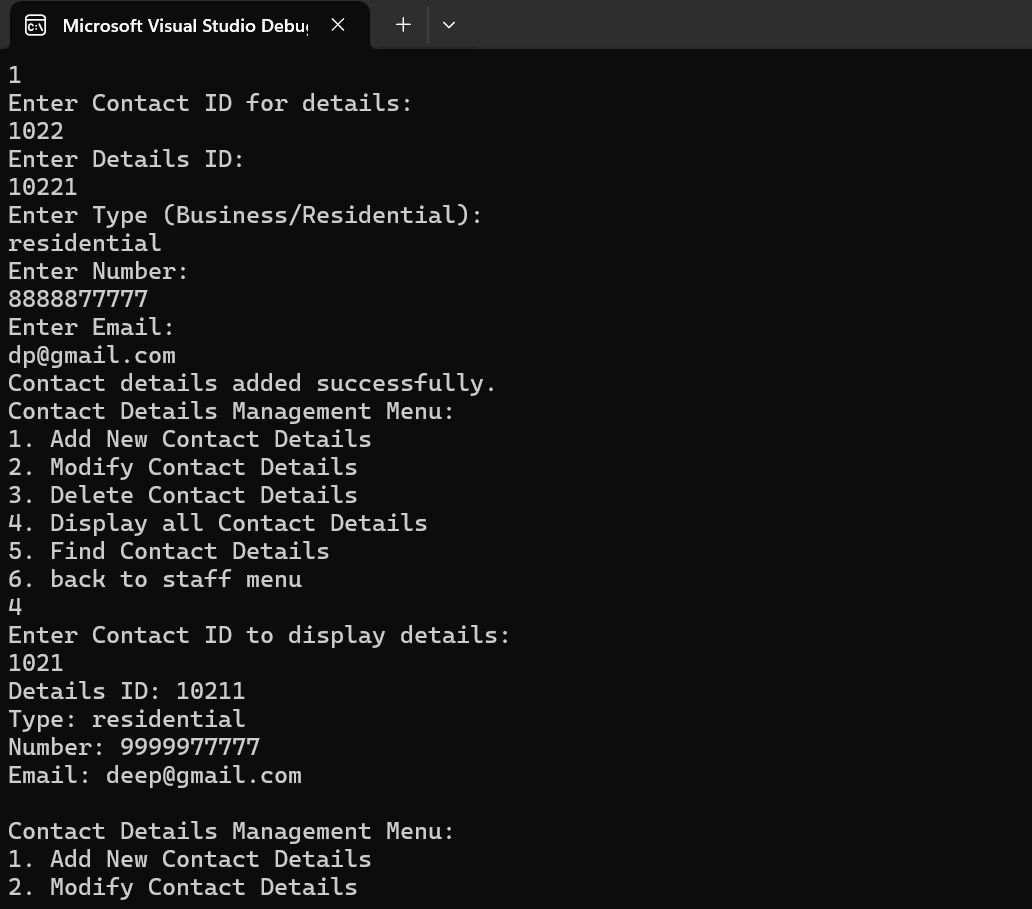 Microsoft Visual Studio Debu
1
Enter Contact ID for details:
1022
Enter Details ID:
10221
Enter Type (Business/Residential):
residential
Enter Number:
8888877777
Enter Email:
dp@gmail.com
Contact details added successfully.
Contact Details Management Menu:
1. Add New Contact Details
2. Modify Contact Details
3. Delete Contact Details
4. Display all Contact Details
5. Find Contact Details
6. back to staff menu
4
Enter Contact ID to display details:
1021
Details ID: 10211
Type: residential
Number: 9999977777
Email: deep@gmail.com
Contact Details Management Menu:
1. Add New Contact Details
2. Modify Contact Details